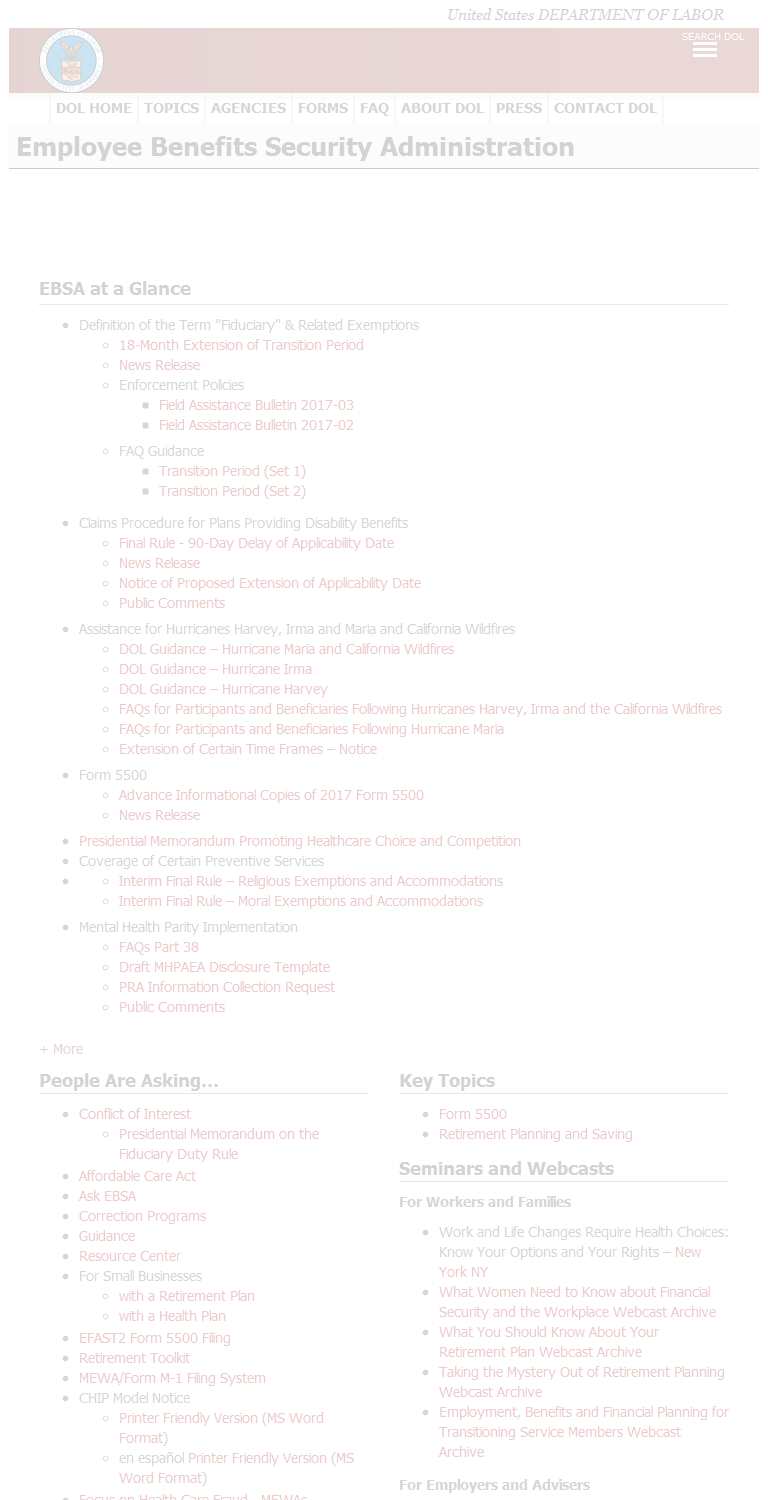 United States DEPARTMENT OF LABOR
SEARCH DOL
DOL HOME TOPICS AGENCIES FORMS FAQ ABOUT DOL PRESS CONTACT DOL
Employee Benefits Security Administration
EBSA at a Glance
Definition of the Term "Fiduciary" & Related Exemptions
18-Month Extension of Transition Period
News Release
Enforcement Policies
Field Assistance Bulletin 2017-03
Field Assistance Bulletin 2017-02
FAQ Guidance
Transition Period (Set 1)
Transition Period (Set 2)
Claims Procedure for Plans Providing Disability Benefits
Final Rule - 90-Day Delay of Applicability Date
News Release
Notice of Proposed Extension of Applicability Date
Public Comments
Assistance for Hurricanes Harvey, Irma and Maria and California Wildfires
DOL Guidance – Hurricane Maria and California Wildfires
DOL Guidance – Hurricane Irma
DOL Guidance – Hurricane Harvey
FAQs for Participants and Beneficiaries Following Hurricanes Harvey, Irma and the California Wildfires
FAQs for Participants and Beneficiaries Following Hurricane Maria
Extension of Certain Time Frames – Notice
Form 5500
Advance Informational Copies of 2017 Form 5500
News Release
Presidential Memorandum Promoting Healthcare Choice and Competition
Coverage of Certain Preventive Services
Interim Final Rule – Religious Exemptions and Accommodations
Interim Final Rule – Moral Exemptions and Accommodations
Mental Health Parity Implementation
FAQs Part 38
Draft MHPAEA Disclosure Template
PRA Information Collection Request
Public Comments
+ More
People Are Asking...
Conflict of Interest
Presidential Memorandum on the
Fiduciary Duty Rule
Affordable Care Act
Ask EBSA
Correction Programs
Guidance
Resource Center
For Small Businesses
with a Retirement Plan
with a Health Plan
EFAST2 Form 5500 Filing
Retirement Toolkit
MEWA/Form M-1 Filing System
CHIP Model Notice
Printer Friendly Version (MS Word
Format)
en español Printer Friendly Version (MS
Word Format)
Focus on Health Care Fraud - MEWAs
Key Topics
Form 5500
Retirement Planning and Saving
Seminars and Webcasts
For Workers and Families
Work and Life Changes Require Health Choices:
Know Your Options and Your Rights – New
York NY
What Women Need to Know about Financial
Security and the Workplace Webcast Archive
What You Should Know About Your
Retirement Plan Webcast Archive
Taking the Mystery Out of Retirement Planning
Webcast Archive
Employment, Benefits and Financial Planning for
Transitioning Service Members Webcast
Archive
For Employers and Advisers